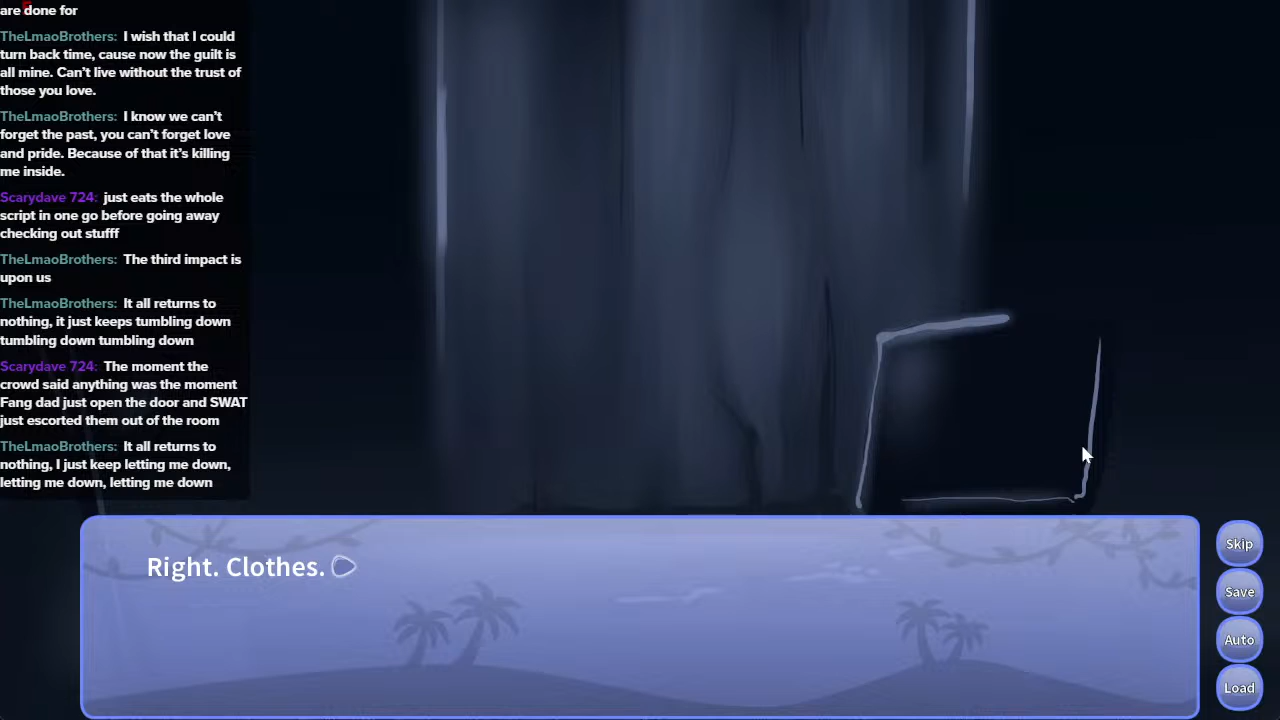 are done for
TheLmaoBrothers: I wish that I could
turn back time, cause now the guilt is
all mine. Can't live without the trust of
those you love.
TheLmaoBrothers: I know we can't
forget the past, you can't forget love
and pride. Because of that it's killing
me inside.
Scarydave 724: just eats the whole
script in one go before going away
checking out stufff
TheLmaoBrothers: The third impact is
upon us
TheLmaoBrothers: It all returns to
nothing, it just keeps tumbling down
tumbling down tumbling down
Scarydave 724: The moment the
crowd said anything was the moment
Fang dad just open the door and SWAT
just escorted them out of the room
TheLmaoBrothers: It all returns to
nothing, I just keep letting me down,
letting me down, letting me down
Right. Clothes.
Skip
Save
Auto
Load